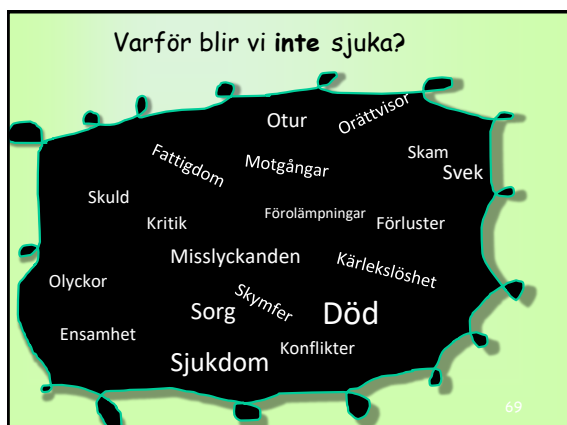 Varför blir vi inte sjuka?
Otur
Orättvisor
Fattigdom
Motgångar
Skam
Svek
Skuld
Kritik
Förolämpningar
Förluster
Misslyckanden
Kärlekslöshet
Olyckor
Skymfer
Sorg
Död
Ensamhet
Konflikter
Sjukdom
69